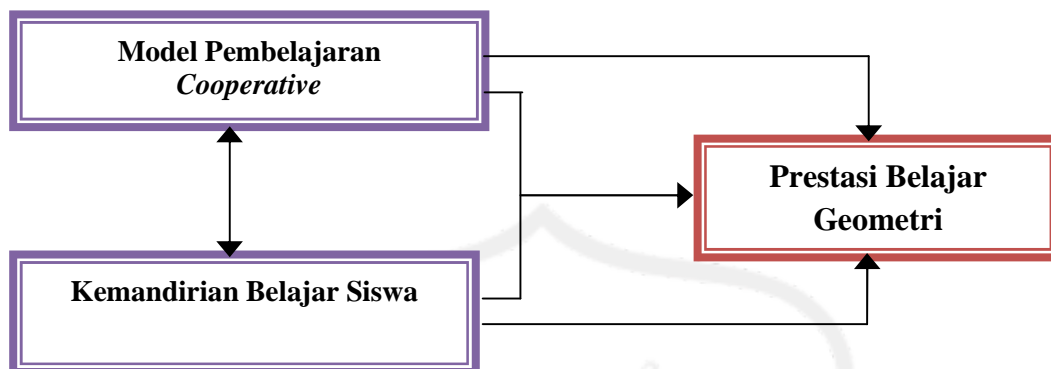 Model Pembelajaran
Cooperative
Prestasi Belajar
Geometri
Kemandirian Belajar Siswa